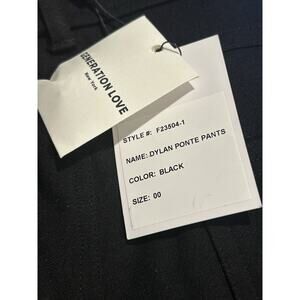 GENERATION LOVE
New York
STYLE #: F23504-1
NAME: DYLAN PONTE PANTS
COLOR: BLACK
SIZE: 00